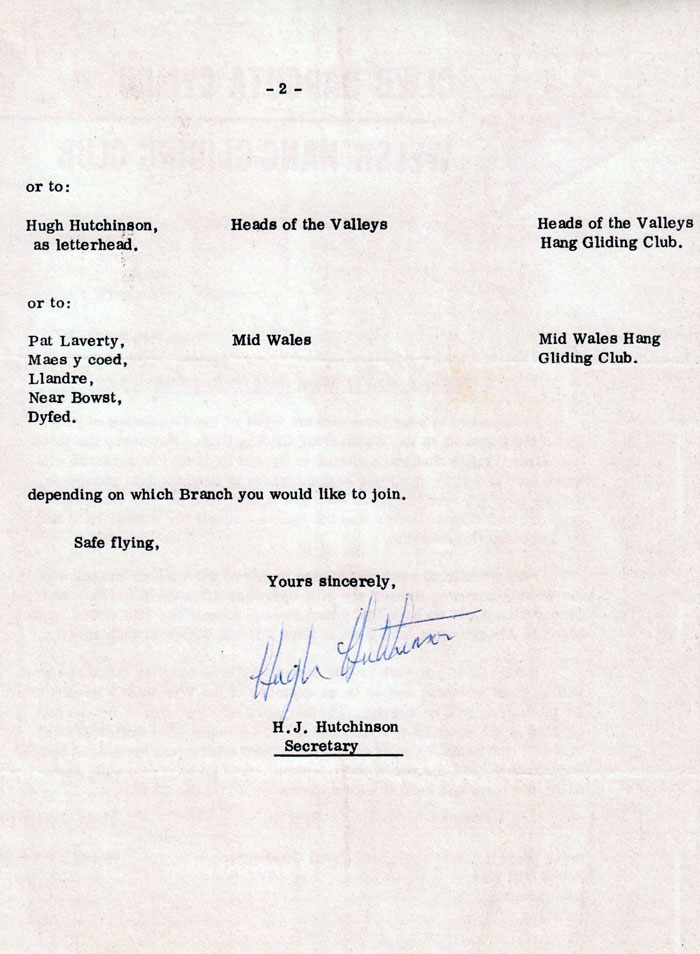 - 2 -
or to:
Hugh Hutchinson, Heads of the Valleys Heads of the Valleys
as letterhead. Hang Gliding Club.
or to:
Pat Laverty, Mid Wales Mid Wales Hang
Maes y coed, Gliding Club.
Llandre,
Near Bowst,
Dyfed.
depending on which Branch you would like to join.
Safe flying,
Yours sincerely,
Hugh Hutchinson
H.J. Hutchinson
Secretary